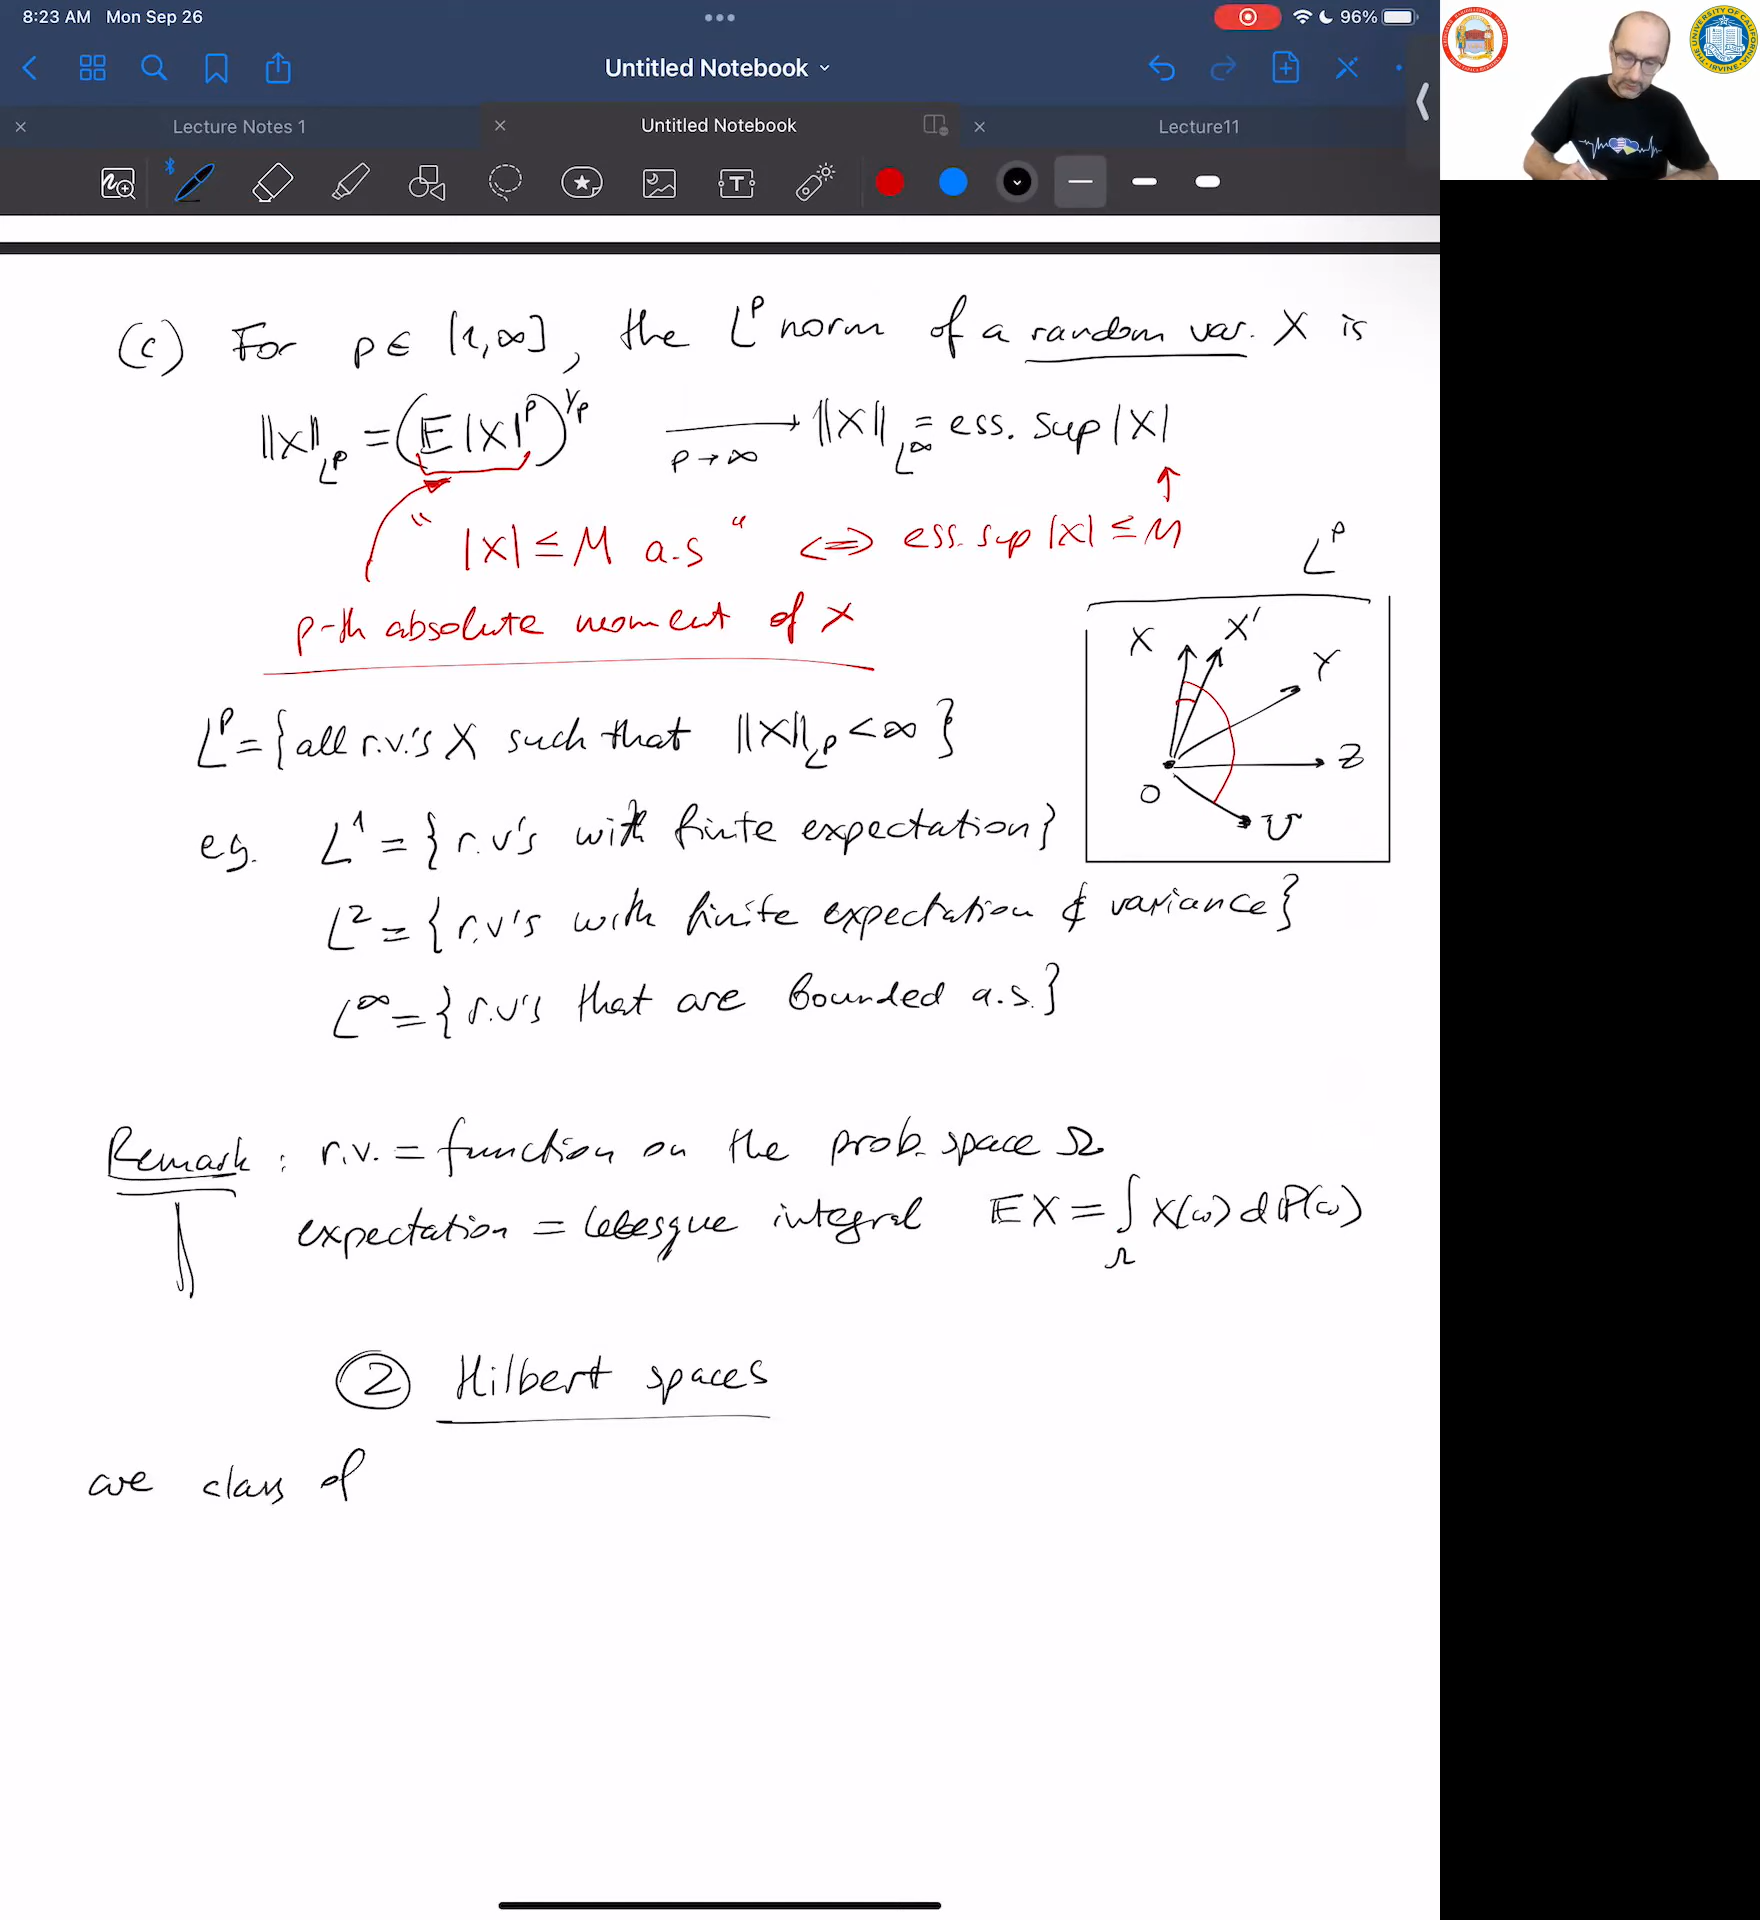 8:23 AM Mon Sep 26
96%
Untitled Notebook
Lecture Notes 1
Untitled Notebook
Lecture11
(c) For p ∈ [1,∞], the L^p norm of a random var. X is
‖X‖_{L^p} = (E|X|^p)^{1/p} →_{p→∞} ‖X‖_{L^∞} = ess. sup |X|
"|X| ≤ M a.s" ⟺ ess. sup |X| ≤ M
p-th absolute moment of X
L^p
X X' Y
Z
O
U
L^p = {all r.v.'s X such that ‖X‖_{L^p} < ∞}
e.g. L^1 = {r.v's with finite expectation}
L^2 = {r.v's with finite expectation & variance}
L^∞ = {r.v's that are bounded a.s.}
Remark: r.v. = function on the prob. space Ω
expectation = Lebesgue integral E X = ∫_Ω X(ω) dP(ω)
② Hilbert spaces
are class of